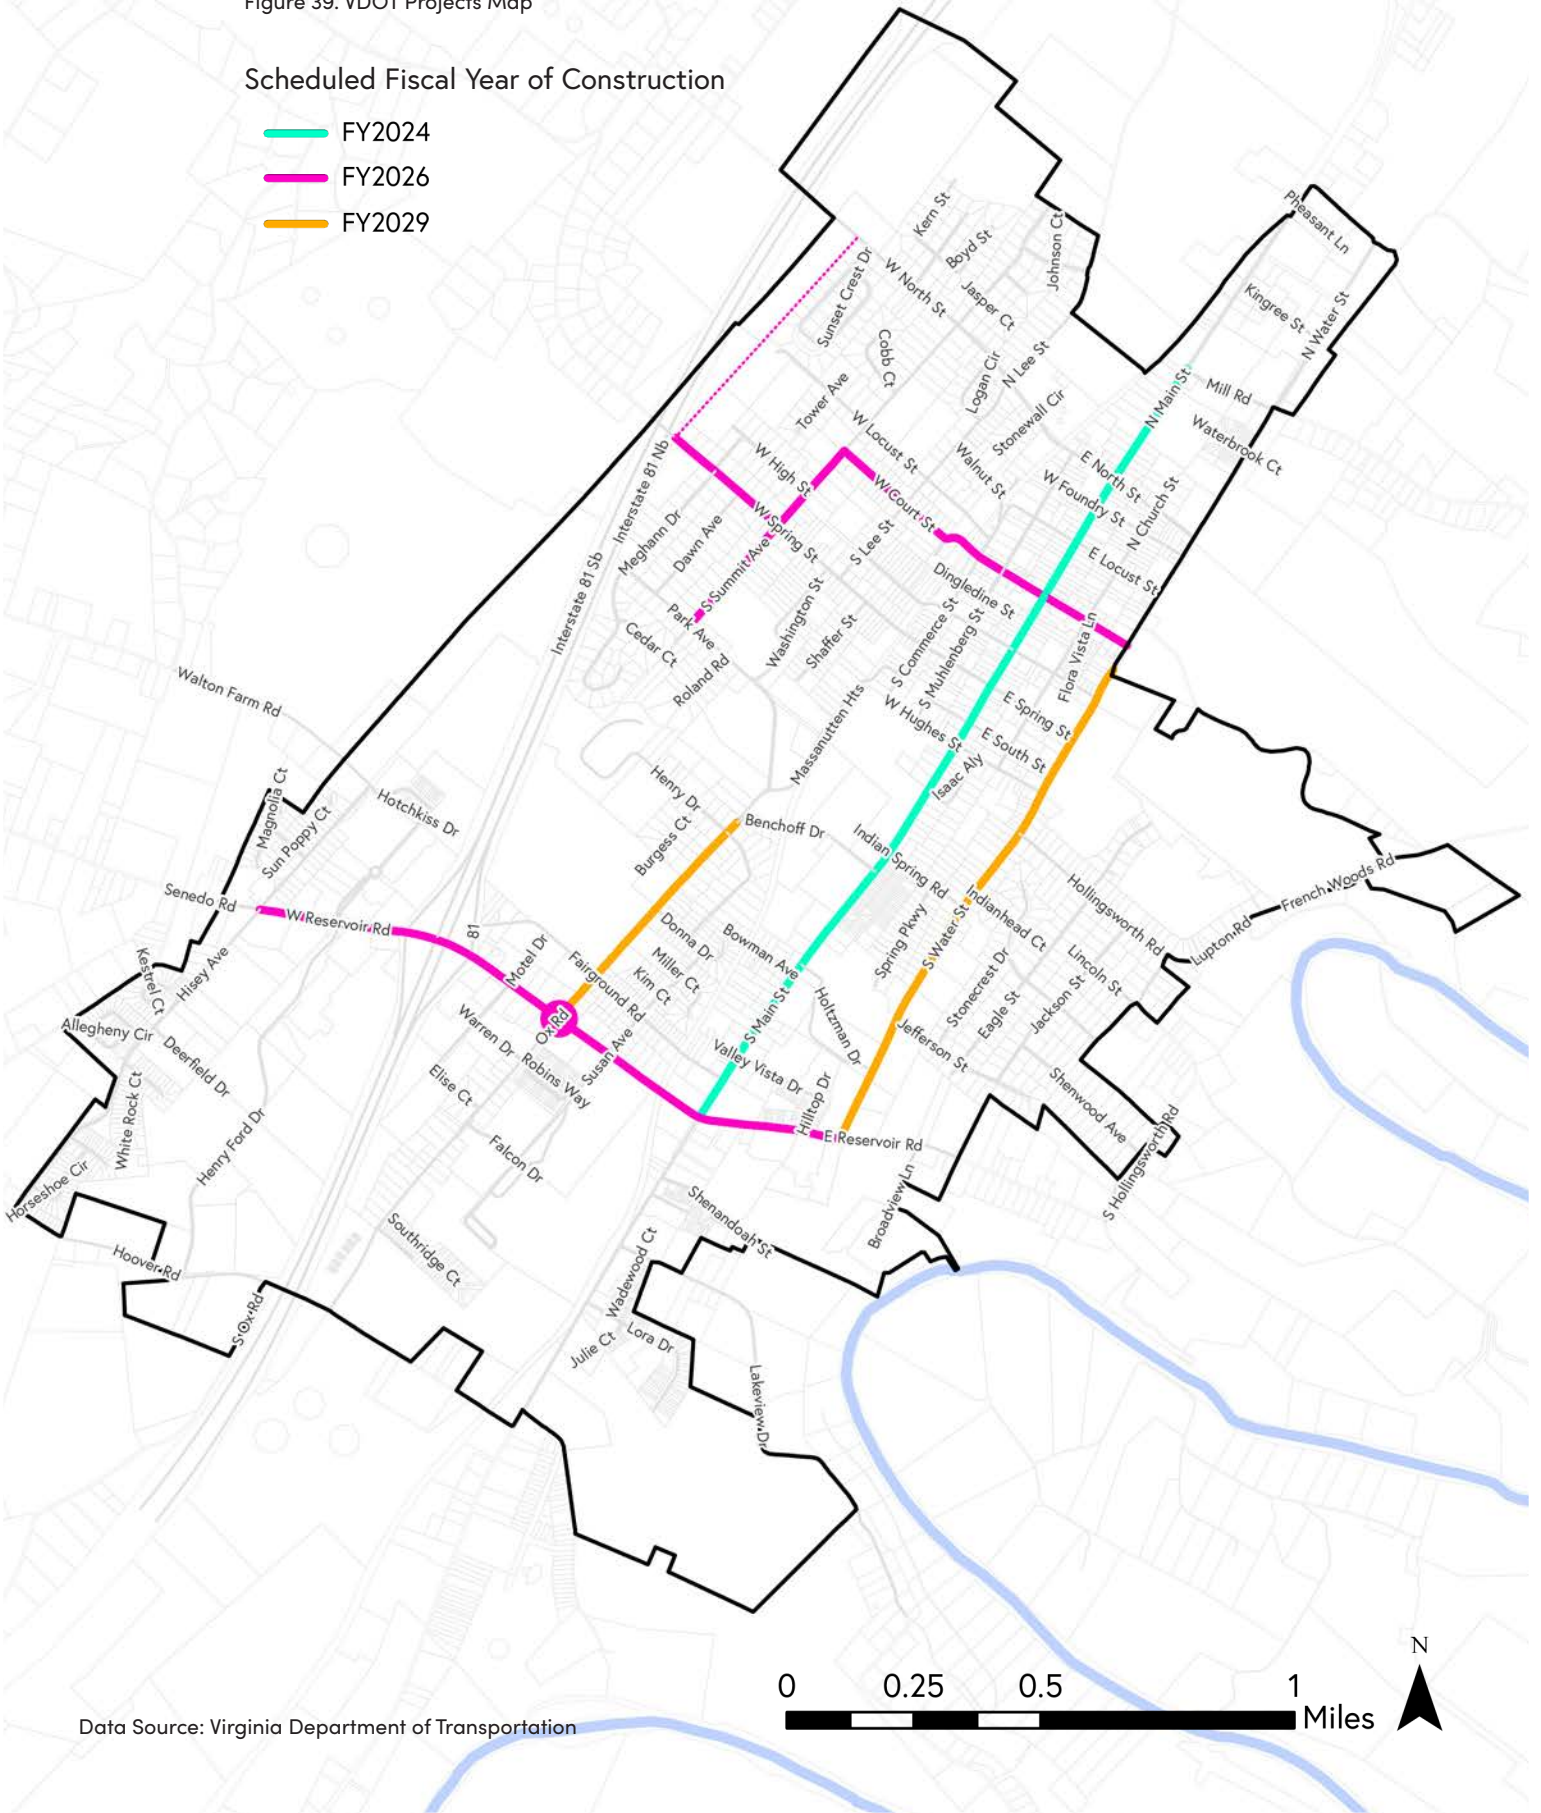 Figure 39. VDOT Projects Map
Scheduled Fiscal Year of Construction
FY2024
FY2026
FY2029
Pheasant Ln
Kern St
Boyd St
Johnson Ct
W North St
Jasper Ct
Sunset Crest Dr
Kingree St
N Water St
Cobb Ct
Logan Cir
N Lee St
N Main St
Mill Rd
Tower Ave
Stonewall Cir
Waterbrook Ct
W Locust St
Walnut St
W High St
E North St
W Foundry St
N Church St
W Court St
Interstate 81 Nb
W Spring St
Meghann Dr
Dawn Ave
S Lee St
E Locust St
Interstate 81 Sb
S Summit Ave
Dingledine St
Park Ave
Cedar Ct
Washington St
Shaffer St
S Commerce St
S Muhlenberg St
Flora Vista Ln
Roland Rd
Walton Farm Rd
Massanutten Hts
W Hughes St
E Spring St
E South St
Isaac Aly
Henry Dr
Magnolia Ct
Sun Poppy Ct
Hotchkiss Dr
Burgess Ct
Benchoff Dr
Indian Spring Rd
Senedo Rd
W Reservoir Rd
81
Hollingsworth Rd
French Woods Rd
Indianhead Ct
Lupton Rd
Donna Dr
Bowman Ave
Spring Pkwy
S Water St
Kestrel Ct
Hisey Ave
Motel Dr
Fairground Rd
Miller Ct
Kim Ct
Lincoln St
Stonecrest Dr
Eagle St
Jackson St
Allegheny Cir
Deerfield Dr
Warren Dr
Ox Rd
S Main St
Holtzman Dr
Jefferson St
Robins Way
Susan Ave
Valley Vista Dr
Elise Ct
Shenwood Ave
White Rock Ct
Henry Ford Dr
Hilltop Dr
E Reservoir Rd
Falcon Dr
S Hollingsworth Rd
Horseshoe Cir
Broadview Ln
Shenandoah St
Southridge Ct
Hoover Rd
Wadewood Ct
S Ox Rd
Julie Ct
Lora Dr
Lakeview Dr
N
0 0.25 0.5 1
Miles
Data Source: Virginia Department of Transportation